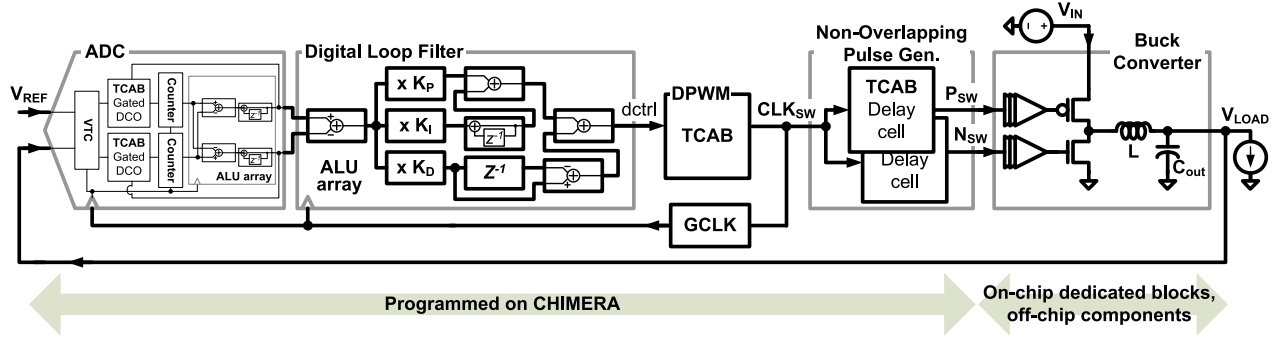 ADC
V_REF
VTC
TCAB
Gated
DCO
TCAB
Gated
DCO
Counter
Counter
+
−
Z⁻¹
+
−
Z⁻¹
ALU array
Digital Loop Filter
+
−
ALU
array
x K_P
x K_I
x K_D
Z⁻¹
Z⁻¹
−
+
dctrl
DPWM
TCAB
CLK_SW
GCLK
Non-Overlapping
Pulse Gen.
TCAB
Delay
cell
Delay
cell
P_SW
N_SW
V_IN
Buck
Converter
L
C_out
V_LOAD
Programmed on CHIMERA
On-chip dedicated blocks,
off-chip components